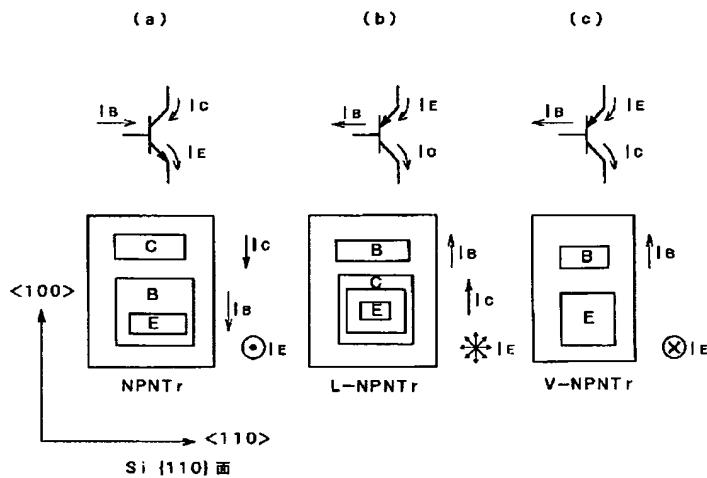 (a) (b) (c)
IB IC IE
IB IE IC
IB IE IC
C B E
IC IB IE
B C E
IB IC IE
B E
IB IE
<100>
NPNTr L-NPNTr V-NPNTr
<110>
Si {110} 面